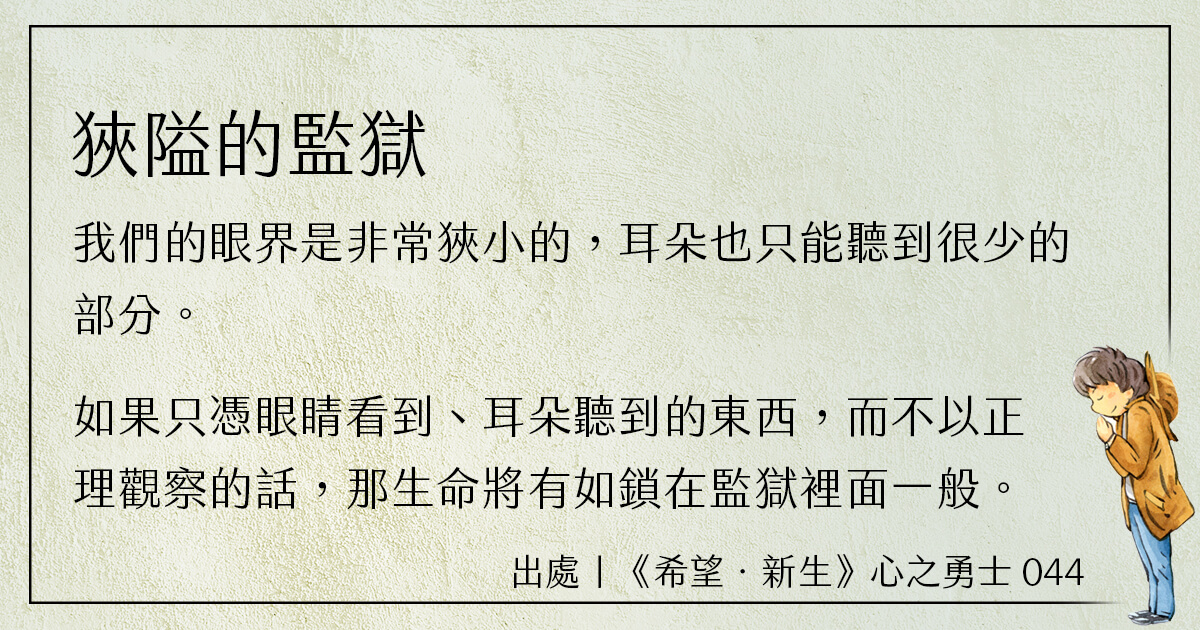 狹隘的監獄
我們的眼界是非常狹小的，耳朵也只能聽到很少的
部分。
如果只憑眼睛看到、耳朵聽到的東西，而不以正
理觀察的話，那生命將有如鎖在監獄裡面一般。
出處｜《希望．新生》心之勇士 044